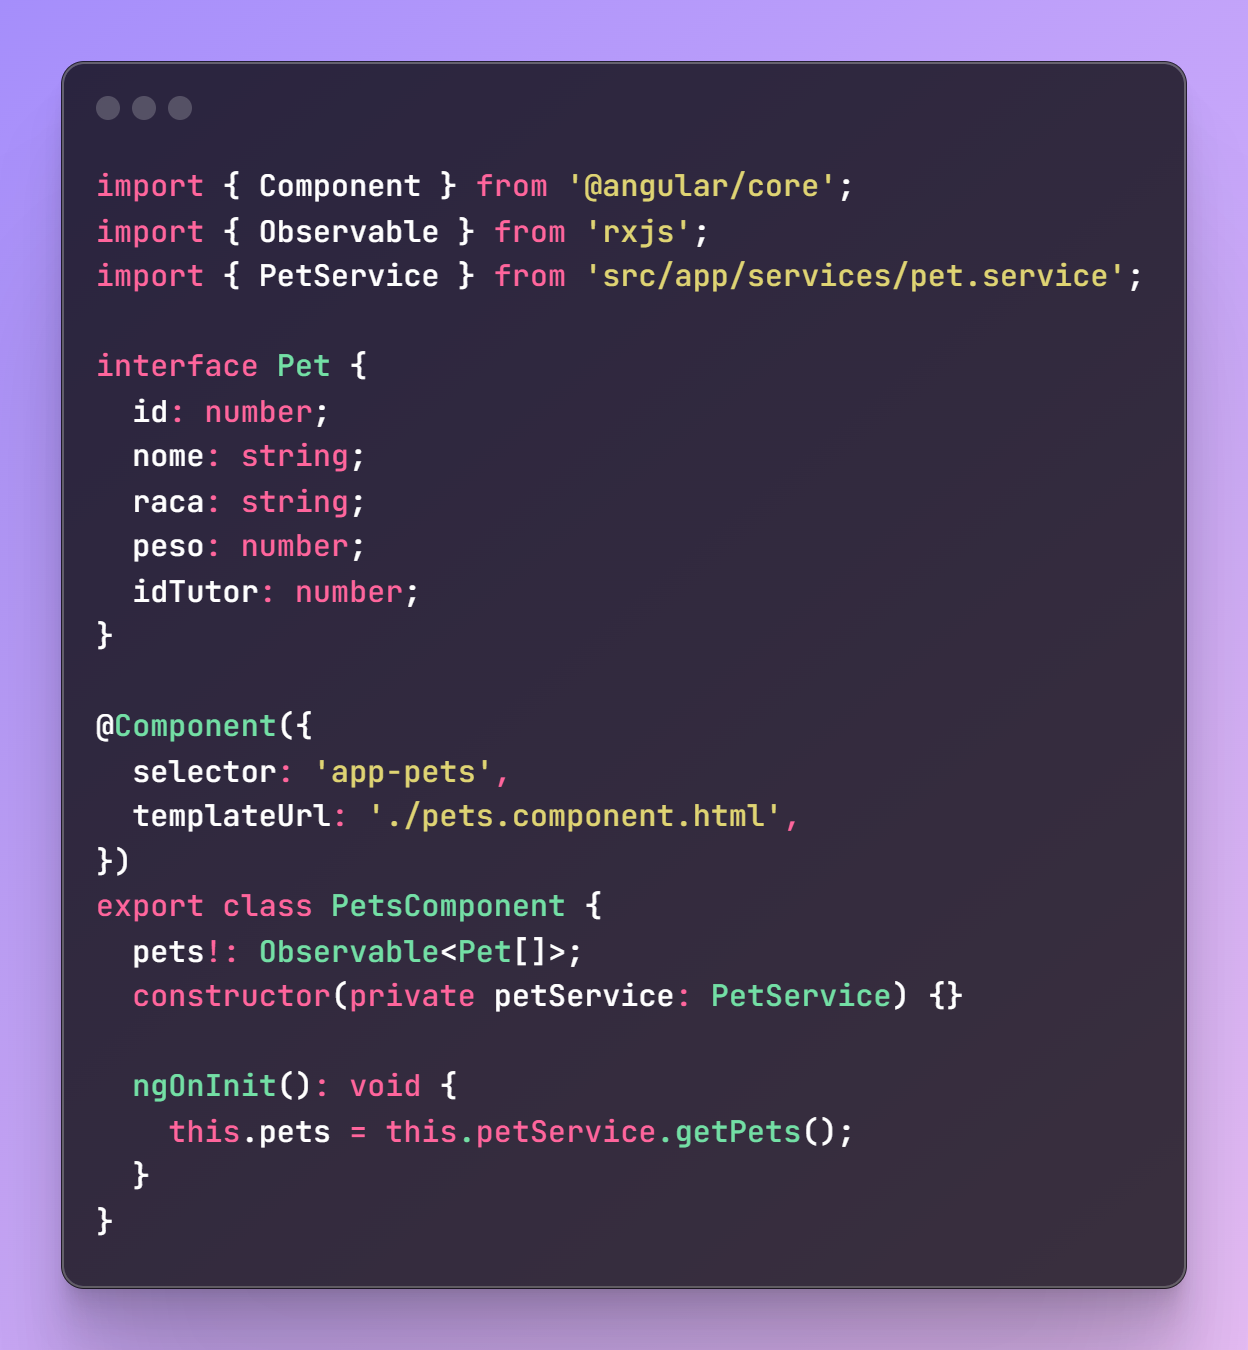 import { Component } from '@angular/core';
import { Observable } from 'rxjs';
import { PetService } from 'src/app/services/pet.service';

interface Pet {
  id: number;
  nome: string;
  raca: string;
  peso: number;
  idTutor: number;
}

@Component({
  selector: 'app-pets',
  templateUrl: './pets.component.html',
})
export class PetsComponent {
  pets!: Observable<Pet[]>;
  constructor(private petService: PetService) {}

  ngOnInit(): void {
    this.pets = this.petService.getPets();
  }
}